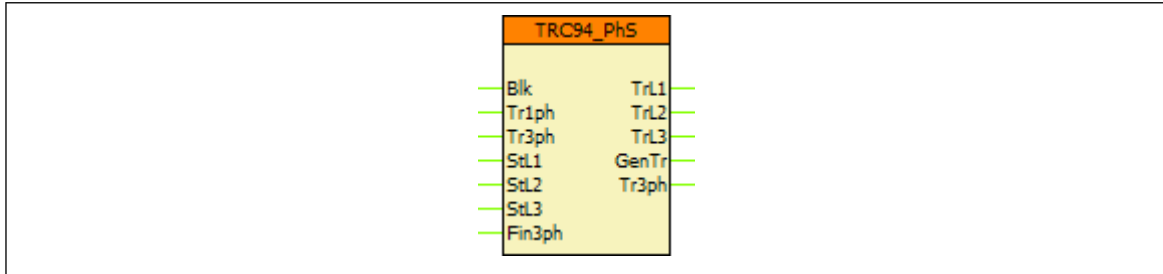 TRC94_PhS
Blk TrL1
Tr1ph TrL2
Tr3ph TrL3
StL1 GenTr
StL2 Tr3ph
StL3
Fin3ph